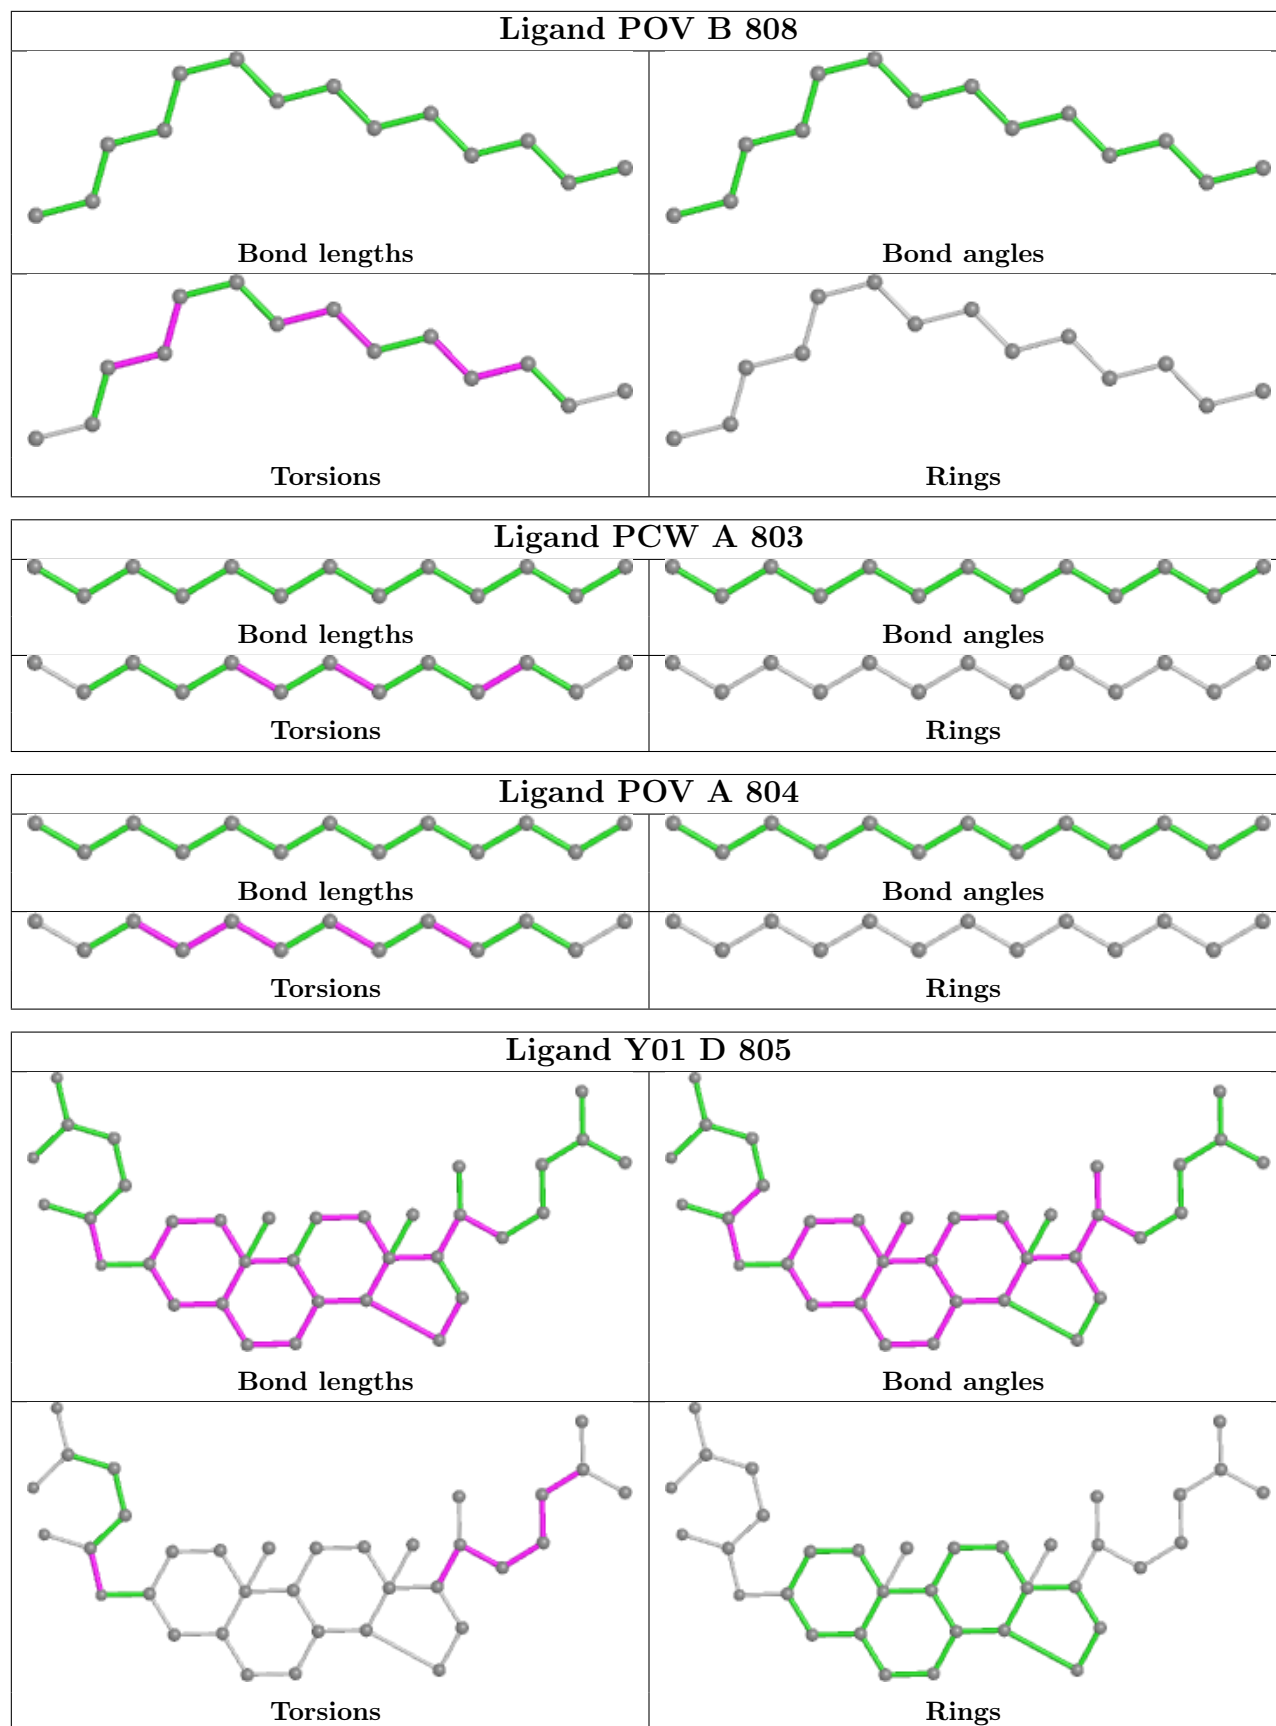 Ligand POV B 808
Bond lengths
Bond angles
Torsions
Rings
Ligand PCW A 803
Bond lengths
Bond angles
Torsions
Rings
Ligand POV A 804
Bond lengths
Bond angles
Torsions
Rings
Ligand Y01 D 805
Bond lengths
Bond angles
Torsions
Rings